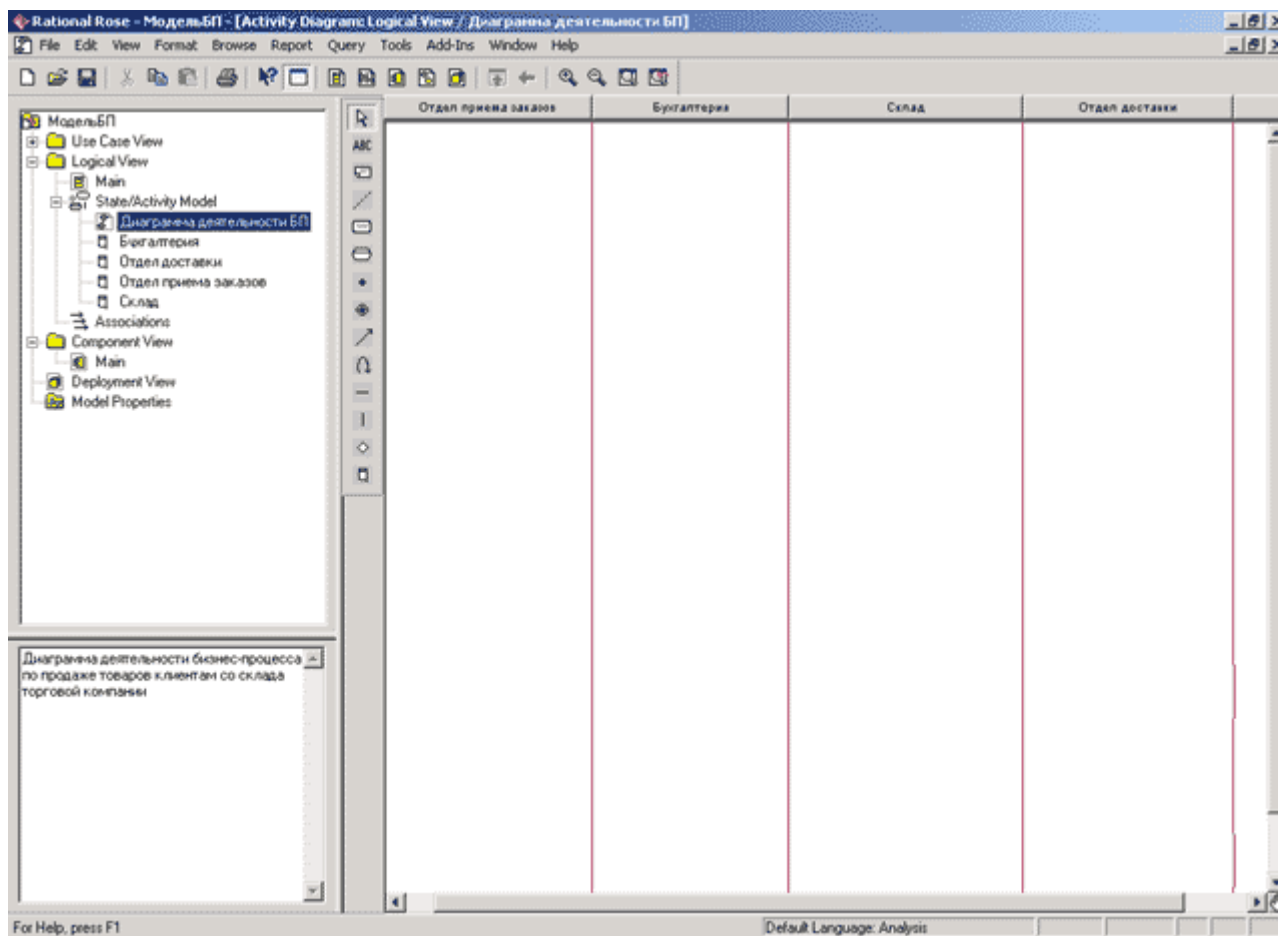 Rational Rose - МодельБП - [Activity Diagram: Logical View / Диаграмма деятельности БП]
File Edit View Format Browse Report Query Tools Add-Ins Window Help
МодельБП
Use Case View
Logical View
Main
State/Activity Model
Диаграмма деятельности БП
Бухгалтерия
Отдел доставки
Отдел приема заказов
Склад
Associations
Component View
Main
Deployment View
Model Properties
ABC
Отдел приема заказов Бухгалтерия Склад Отдел доставки
Диаграмма деятельности бизнес-процесса
по продаже товаров клиентам со склада
торговой компании
For Help, press F1
Default Language: Analysis